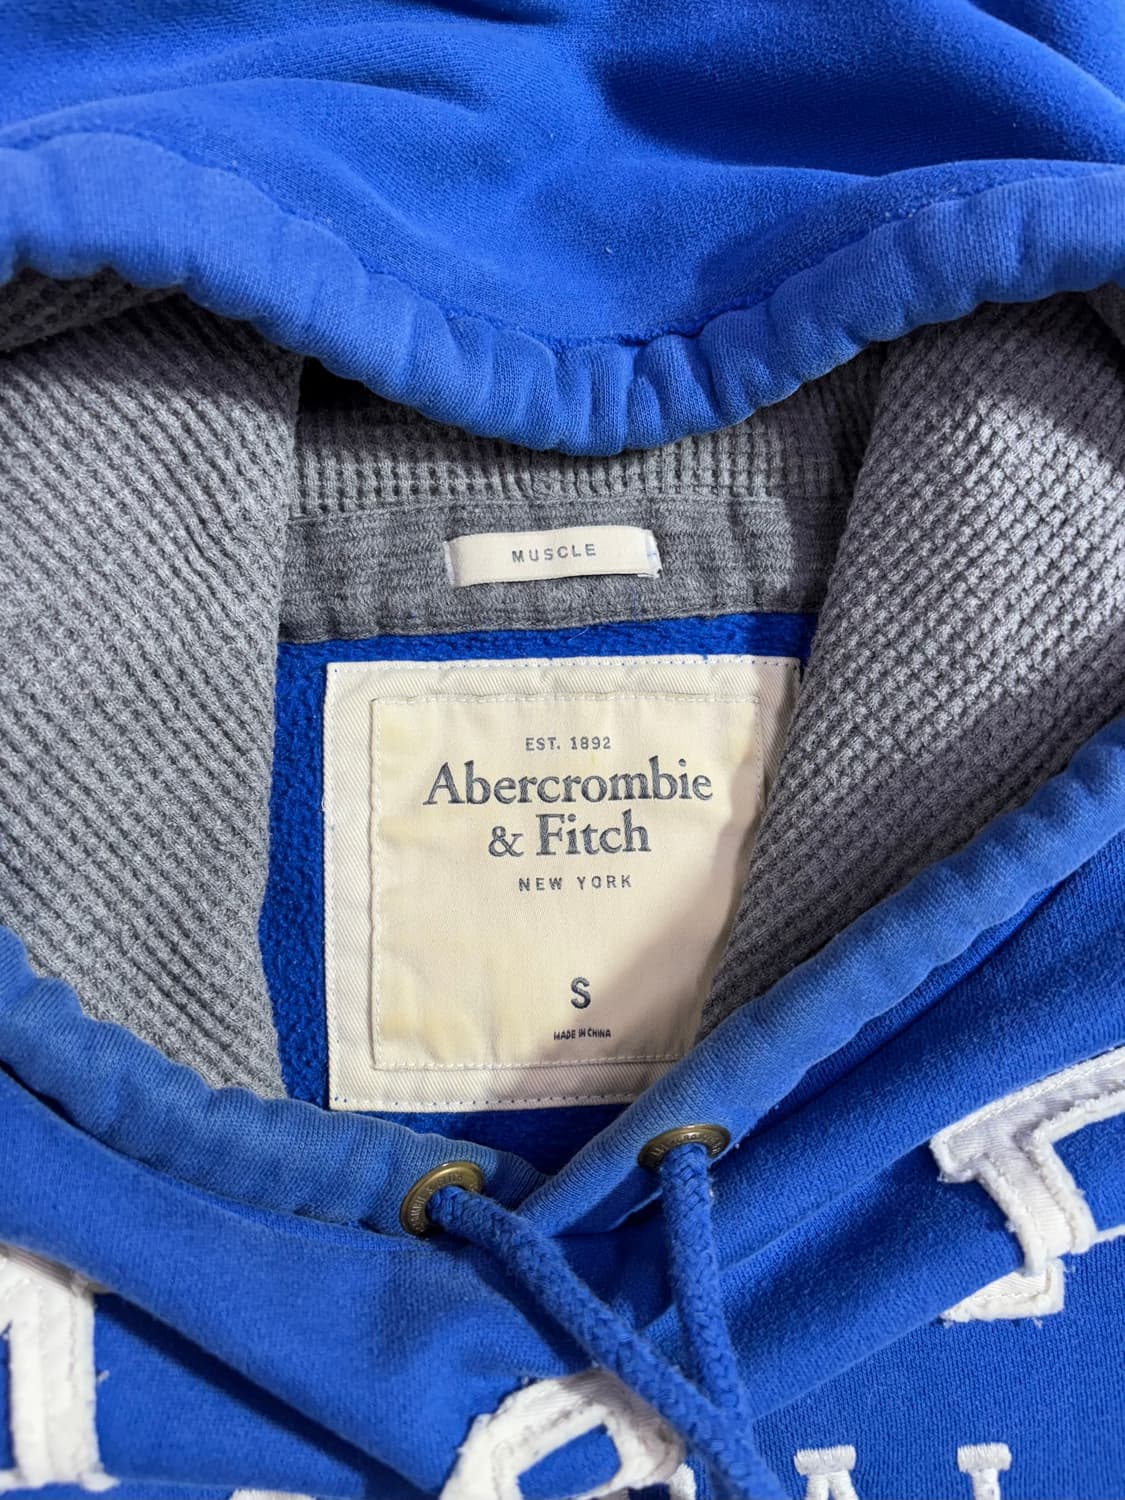 MUSCLE
EST. 1892
Abercrombie
& Fitch
NEW YORK
S
MADE IN CHINA